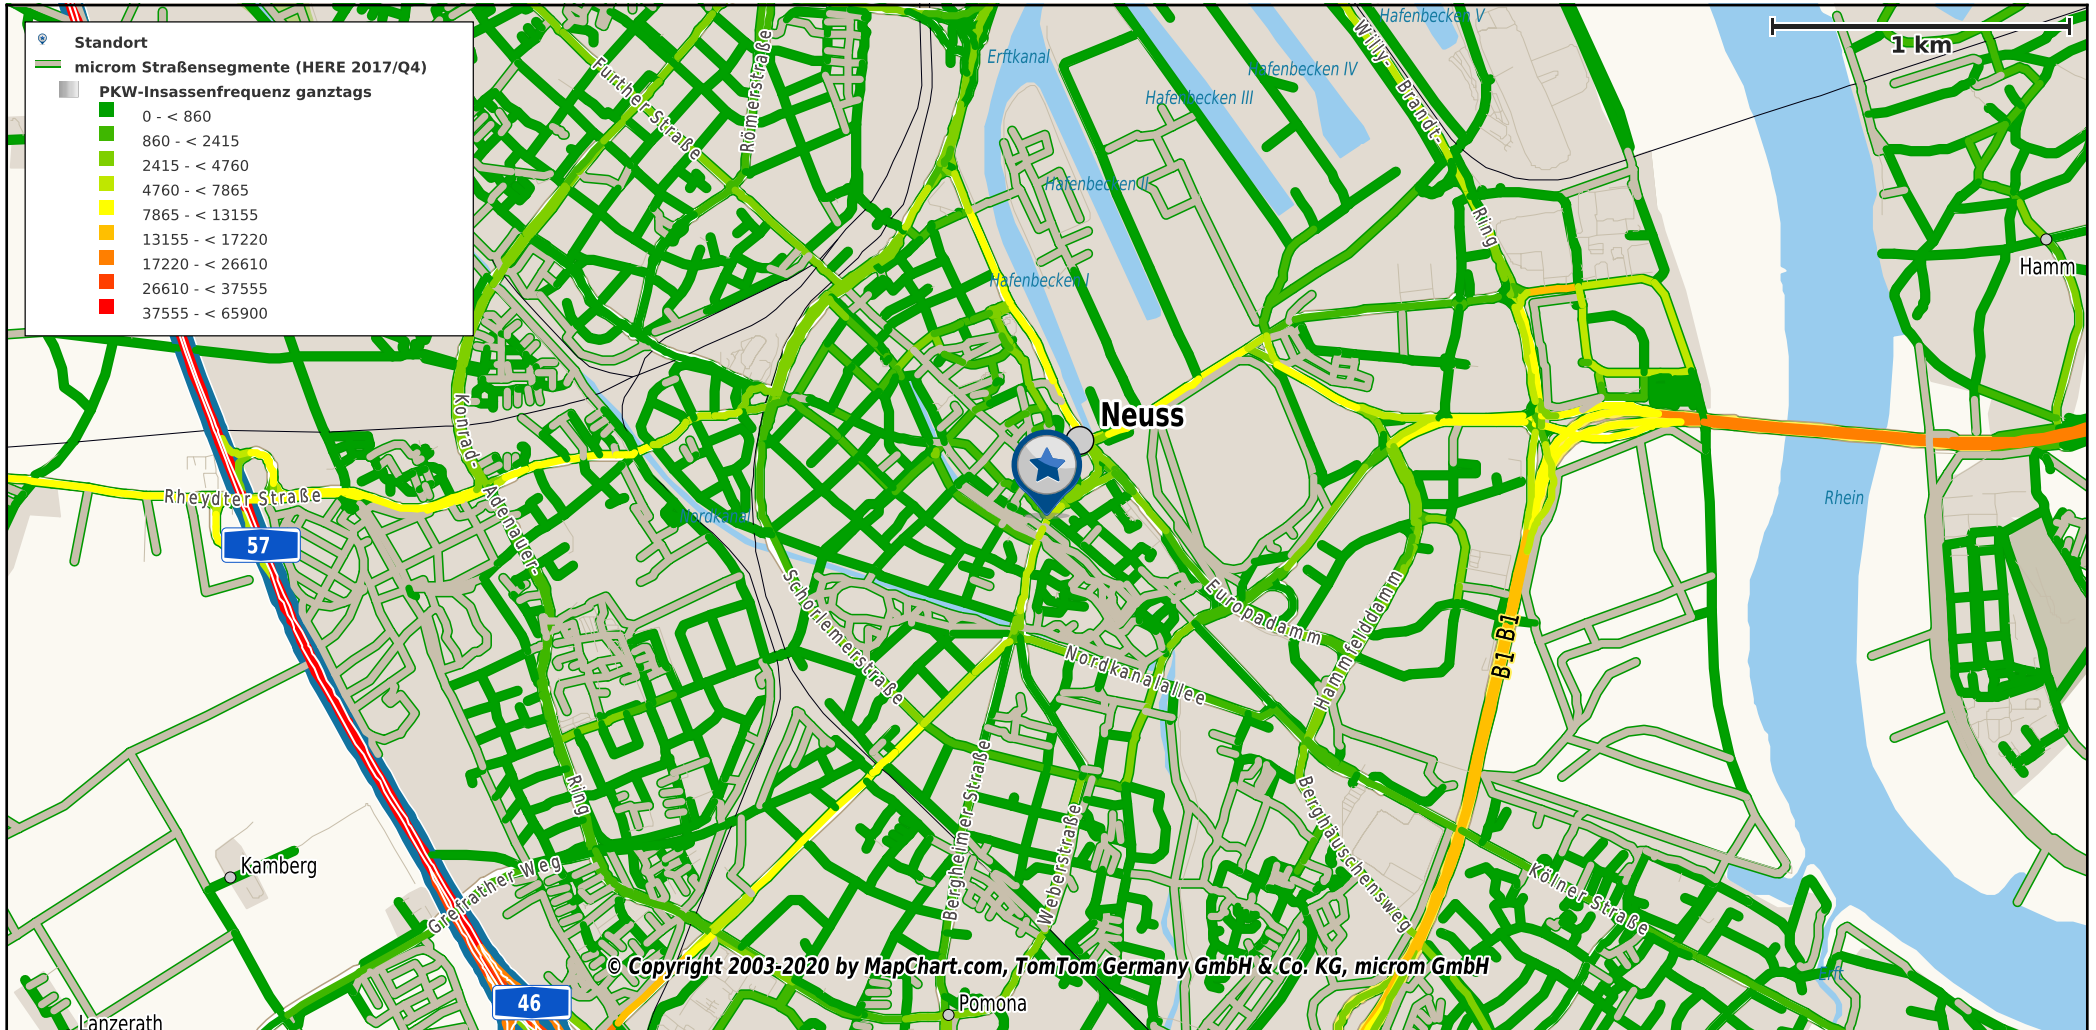 Standort
microm Straßensegmente (HERE 2017/Q4)
PKW-Insassenfrequenz ganztags
0 - < 860
860 - < 2415
2415 - < 4760
4760 - < 7865
7865 - < 13155
13155 - < 17220
17220 - < 26610
26610 - < 37555
37555 - < 65900
1 km
Hafenbecken V
Erftkanal
Hafenbecken IV
Hafenbecken III
Hafenbecken II
Hafenbecken I
Willy-
Brandt-
Ring
Further Straße
Römerstraße
Hamm
Neuss
Konrad-
Adenauer-
Ring
Rheydter Straße
57
Nordkanal
Rhein
Schorlemerstraße
Europadamm
Hammfelddamm
Nordkanalallee
B1
B1
Bergheimer Straße
Weberstraße
Berghäuschensweg
Kölner Straße
Kamberg
Grefrather Weg
© Copyright 2003-2020 by MapChart.com, TomTom Germany GmbH & Co. KG, microm GmbH
Erft
46
Pomona
Lanzerath